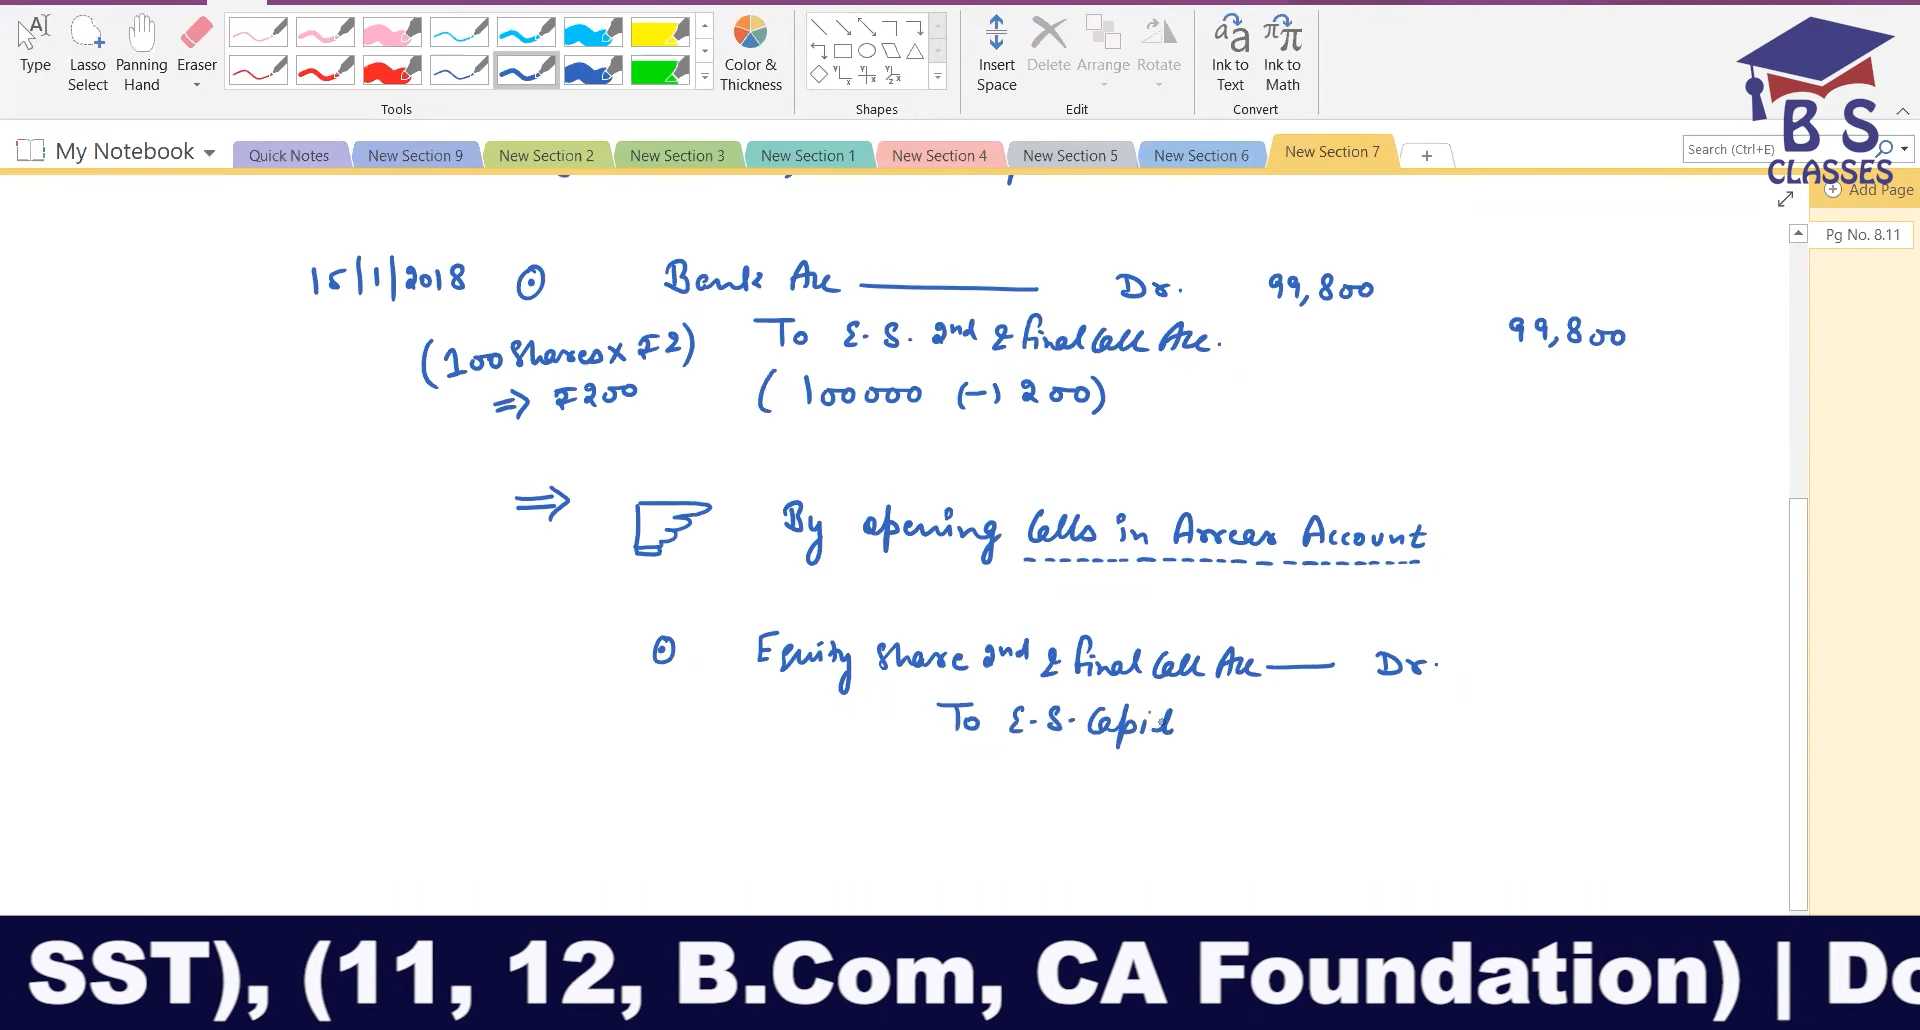 Type
Lasso Select
Panning Hand
Eraser
Color & Thickness
Insert Space
Delete
Arrange
Rotate
Ink to Text
Ink to Math
Tools
Shapes
Edit
Convert
B S
CLASSES
My Notebook
Quick Notes
New Section 9
New Section 2
New Section 3
New Section 1
New Section 4
New Section 5
New Section 6
New Section 7
Search (Ctrl+E)
Add Page
Pg No. 8.11
15/1/2018 Bank A/c Dr. 99,800
To E.S. 2nd & final Call A/c. 99,800
(100 Shares x ₹2)
⇒ ₹200
(100000 (-) 200)
⇒ By opening Calls in Arrear Account
Equity Share 2nd & final Call A/c Dr.
To E.S. Capit
SST), (11, 12, B.Com, CA Foundation) | Do